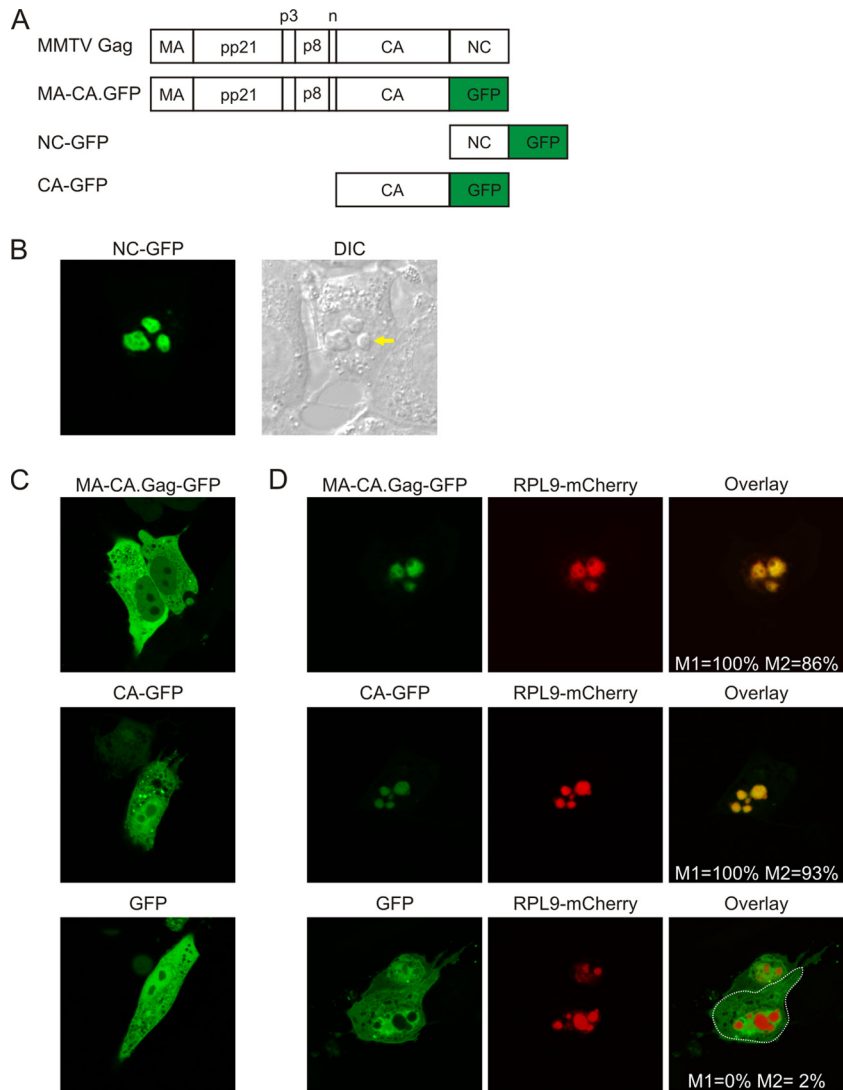 A
p3 n
MMTV Gag MA pp21 p8 CA NC
MA-CA.GFP MA pp21 p8 CA GFP
NC-GFP NC GFP
CA-GFP CA GFP
B
NC-GFP DIC
C D
MA-CA.Gag-GFP MA-CA.Gag-GFP RPL9-mCherry Overlay
M1=100% M2=86%
CA-GFP CA-GFP RPL9-mCherry Overlay
M1=100% M2=93%
GFP GFP RPL9-mCherry Overlay
M1=0% M2= 2%